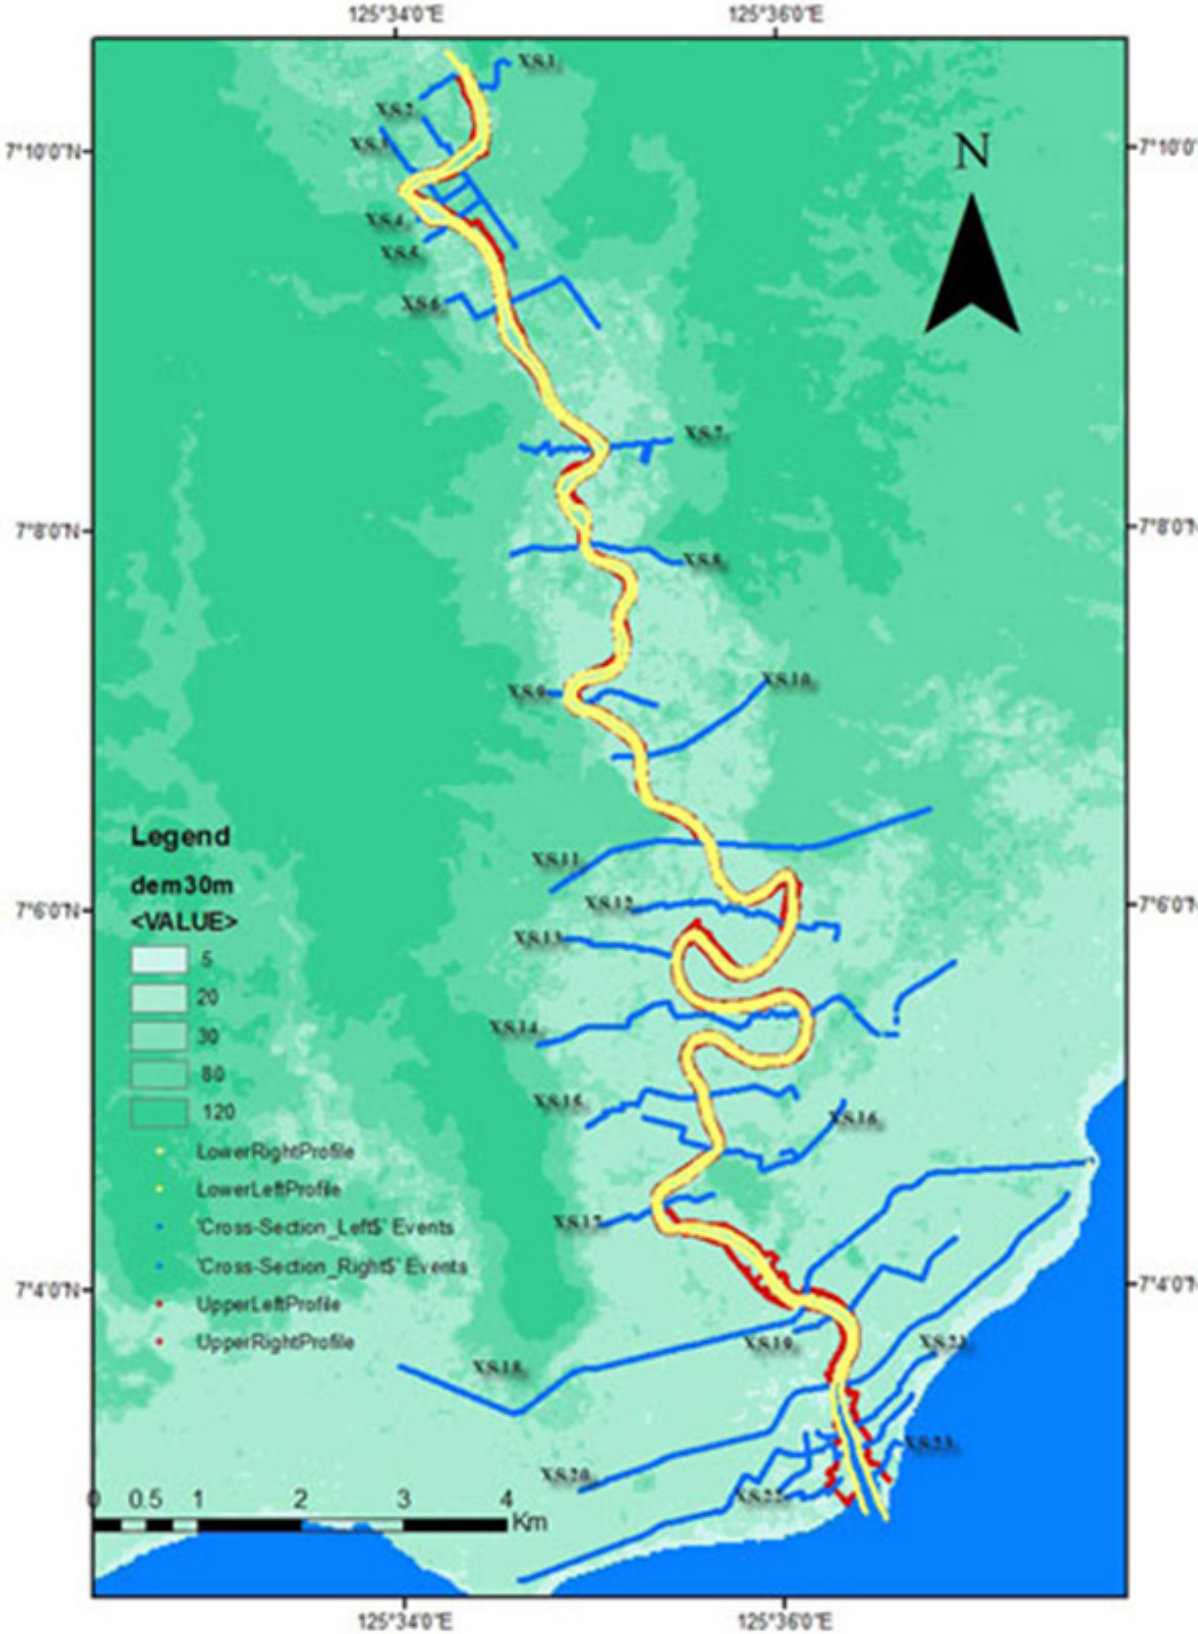 125°34'0"E 125°36'0"E
XS.1.
XS.2.
XS.3.
7°10'0"N 7°10'0"
N
XS.4.
XS.5.
XS.6.
XS.7.
7°8'0"N 7°8'0"N
XS.8.
XS.9. XS.10.
Legend
dem30m
<VALUE>
5
20
30
80
120
LowerRightProfile
LowerLeftProfile
'Cross-Section_Left$' Events
'Cross-Section_Right$' Events
UpperLeftProfile
UpperRightProfile
XS.11.
XS.12.
7°6'0"N 7°6'0"N
XS.13.
XS.14.
XS.15.
XS.16.
XS.17.
7°4'0"N 7°4'0"N
XS.18.
XS.19.
XS.20.
XS.22.
XS.23.
0 0.5 1 2 3 4
Km
125°34'0"E 125°36'0"E